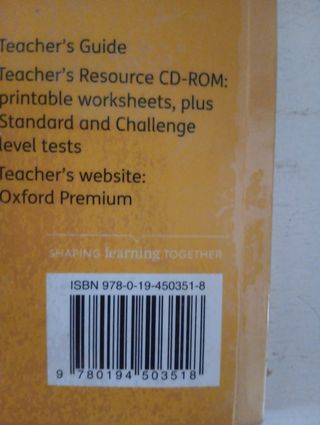 Teacher's Guide
Teacher's Resource CD-ROM:
printable worksheets, plus
Standard and Challenge
level tests
Teacher's website:
Oxford Premium
SHAPING learning TOGETHER
ISBN 978-0-19-450351-8
9 780194 503518